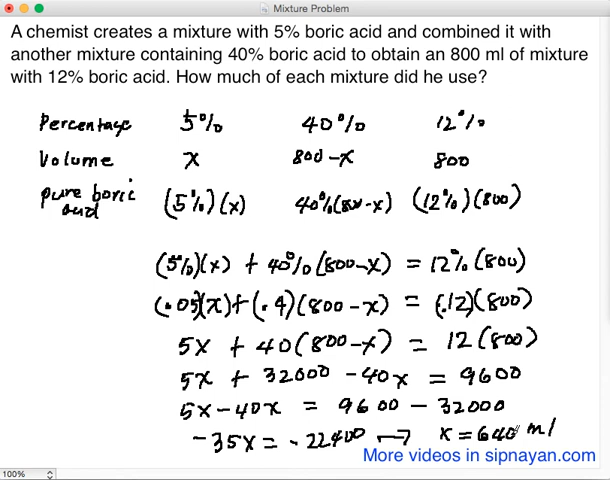 Mixture Problem
A chemist creates a mixture with 5% boric acid and combined it with
another mixture containing 40% boric acid to obtain an 800 ml of mixture
with 12% boric acid. How much of each mixture did he use?
Percentage 5% 40% 12%
Volume x 800-x 800
Pure boric acid (5%)(x) 40%(800-x) (12%)(800)
(5%)(x) + 40%(800-x) = 12%(800)
(.05)(x)+(.4)(800-x) = (.12)(800)
5x + 40(800-x) = 12(800)
5x + 32000 - 40x = 9600
5x - 40x = 9600 - 32000
-35x = -22400 → x = 640 ml
More videos in sipnayan.com
100%